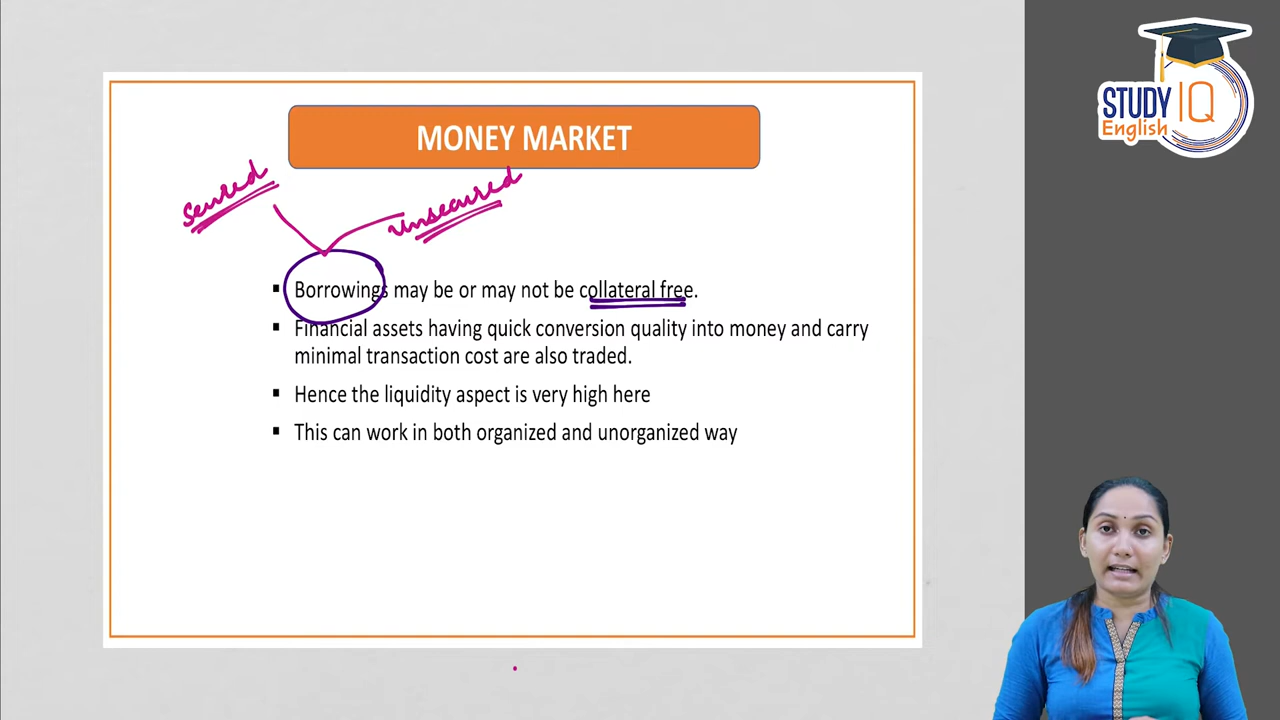 MONEY MARKET
Secured
Unsecured
▪ Borrowings may be or may not be collateral free.
▪ Financial assets having quick conversion quality into money and carry
minimal transaction cost are also traded.
▪ Hence the liquidity aspect is very high here
▪ This can work in both organized and unorganized way
STUDY IQ
English